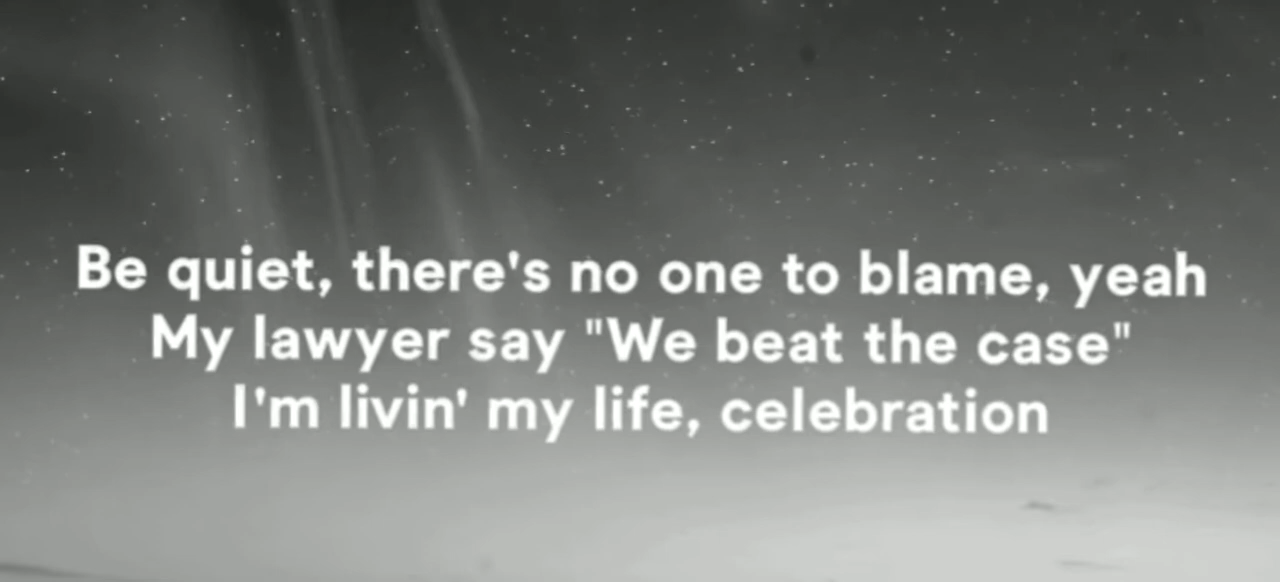 Be quiet, there's no one to blame, yeah
My lawyer say "We beat the case"
I'm livin' my life, celebration